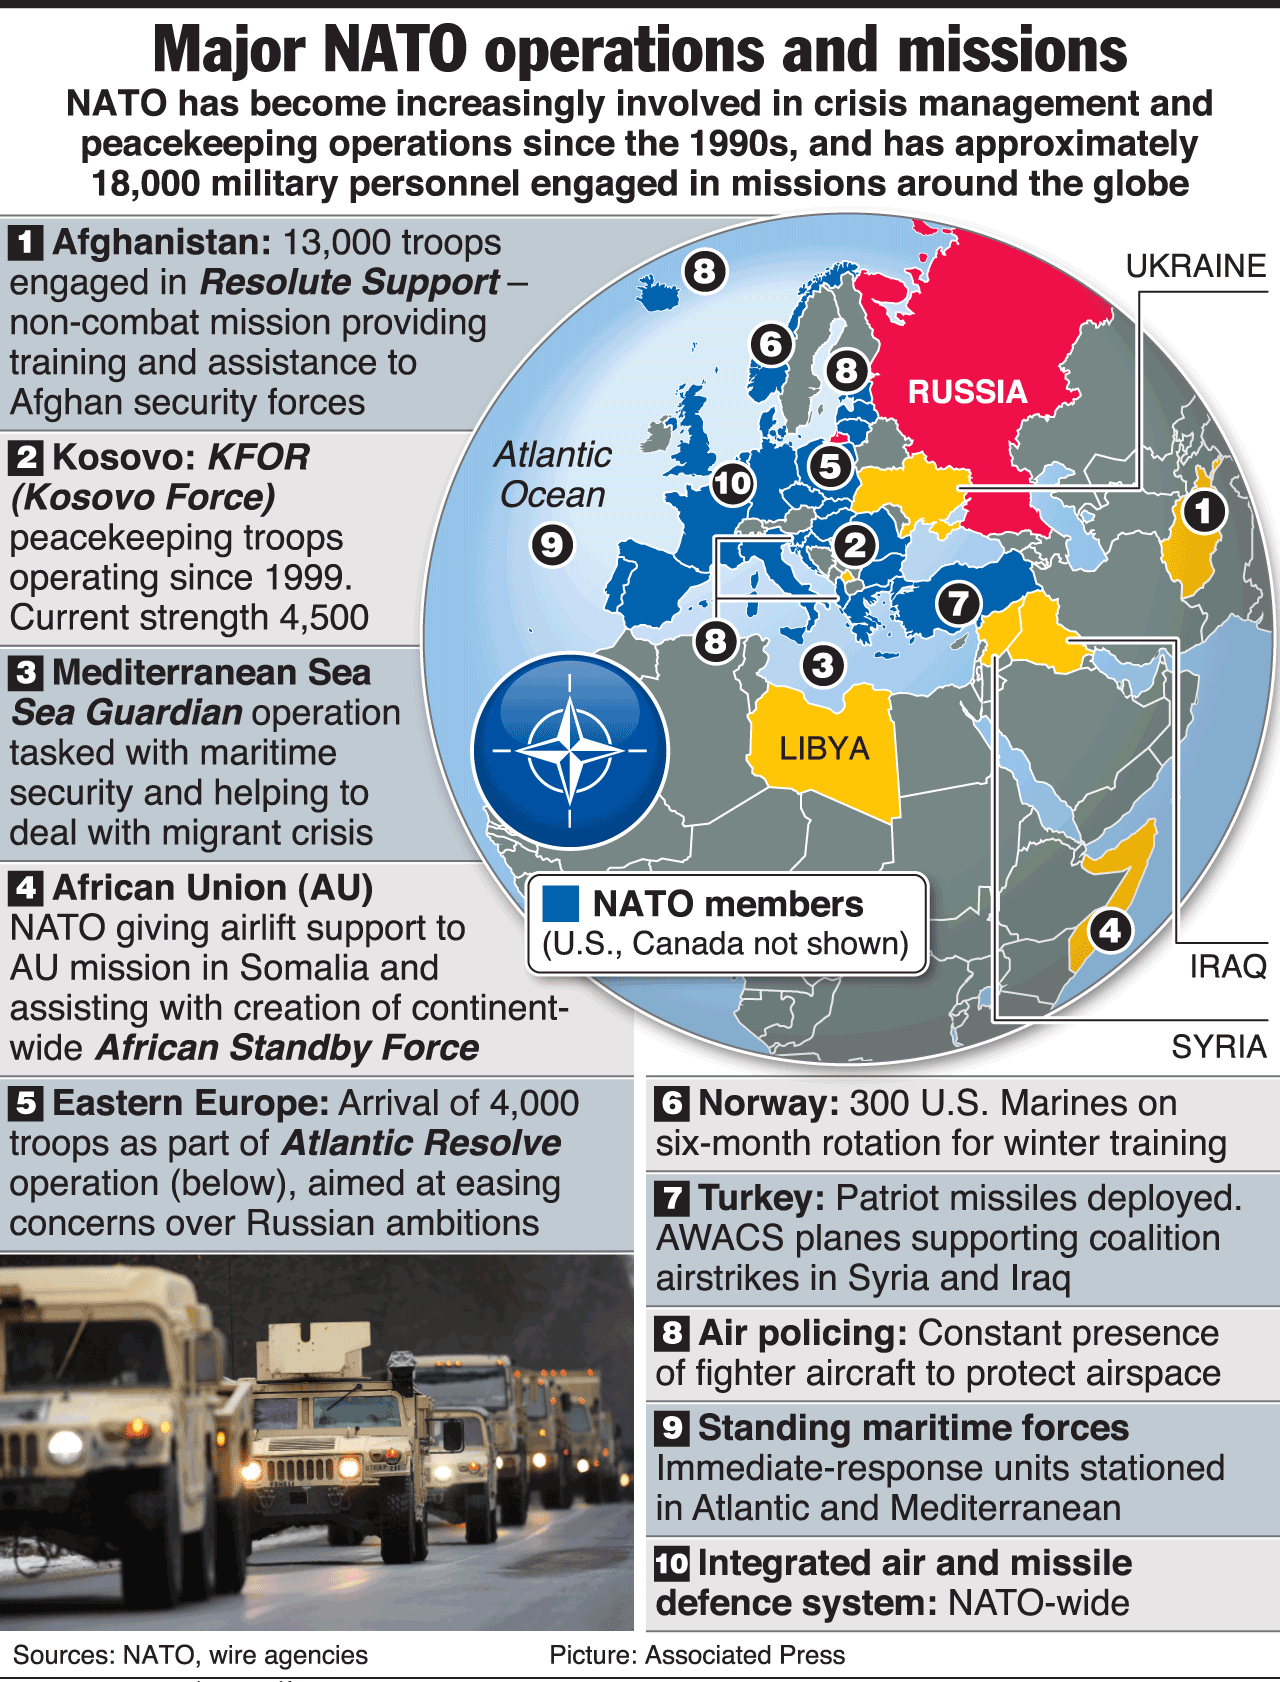 Major NATO operations and missions
NATO has become increasingly involved in crisis management and
peacekeeping operations since the 1990s, and has approximately
18,000 military personnel engaged in missions around the globe
1 Afghanistan: 13,000 troops
engaged in Resolute Support –
non-combat mission providing
training and assistance to
Afghan security forces
2 Kosovo: KFOR
(Kosovo Force)
peacekeeping troops
operating since 1999.
Current strength 4,500
3 Mediterranean Sea
Sea Guardian operation
tasked with maritime
security and helping to
deal with migrant crisis
4 African Union (AU)
NATO giving airlift support to
AU mission in Somalia and
assisting with creation of continent-
wide African Standby Force
5 Eastern Europe: Arrival of 4,000
troops as part of Atlantic Resolve
operation (below), aimed at easing
concerns over Russian ambitions
8
UKRAINE
6
8
RUSSIA
Atlantic
Ocean
5
10
1
9
2
7
8
3
LIBYA
NATO members
(U.S., Canada not shown)
4
IRAQ
SYRIA
6 Norway: 300 U.S. Marines on
six-month rotation for winter training
7 Turkey: Patriot missiles deployed.
AWACS planes supporting coalition
airstrikes in Syria and Iraq
8 Air policing: Constant presence
of fighter aircraft to protect airspace
9 Standing maritime forces
Immediate-response units stationed
in Atlantic and Mediterranean
10 Integrated air and missile
defence system: NATO-wide
Sources: NATO, wire agencies
Picture: Associated Press